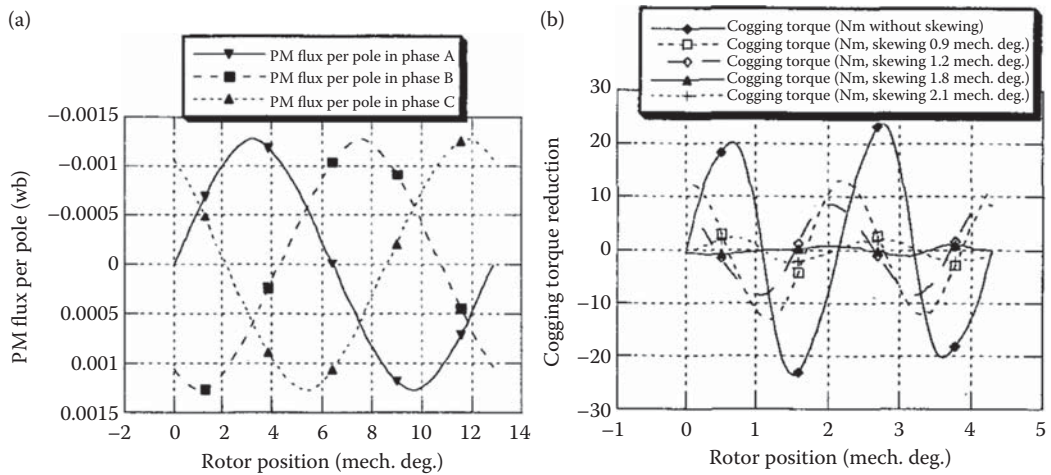 (a)
PM flux per pole in phase A
PM flux per pole in phase B
PM flux per pole in phase C
-0.0015
-0.001
-0.0005
0
0.0005
0.001
0.0015
PM flux per pole (wb)
-2
0
2
4
6
8
10
12
14
Rotor position (mech. deg.)
(b)
Cogging torque (Nm without skewing)
Cogging torque (Nm, skewing 0.9 mech. deg.)
Cogging torque (Nm, skewing 1.2 mech. deg.)
Cogging torque (Nm, skewing 1.8 mech. deg.)
Cogging torque (Nm, skewing 2.1 mech. deg.)
30
20
10
0
-10
-20
-30
Cogging torque reduction
-1
0
1
2
3
4
5
Rotor position (mech. deg.)